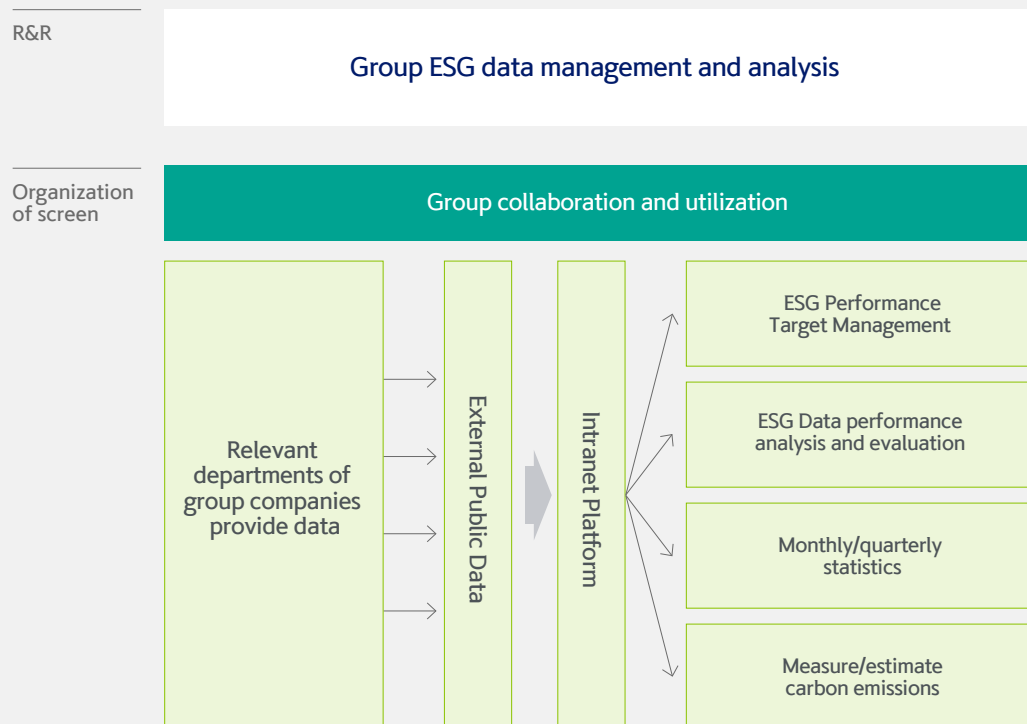 R&R
Group ESG data management and analysis
Organization
of screen
Group collaboration and utilization
Relevant
departments of
group companies
provide data
External Public Data
Intranet Platform
ESG Performance
Target Management
ESG Data performance
analysis and evaluation
Monthly/quarterly
statistics
Measure/estimate
carbon emissions